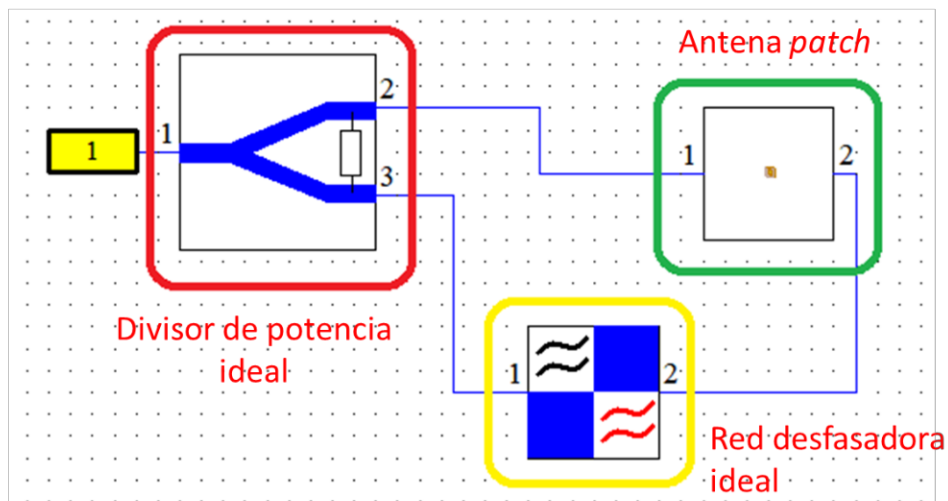 Antena patch
1
1
2
3
1
2
Divisor de potencia
ideal
1
2
Red desfasadora
ideal